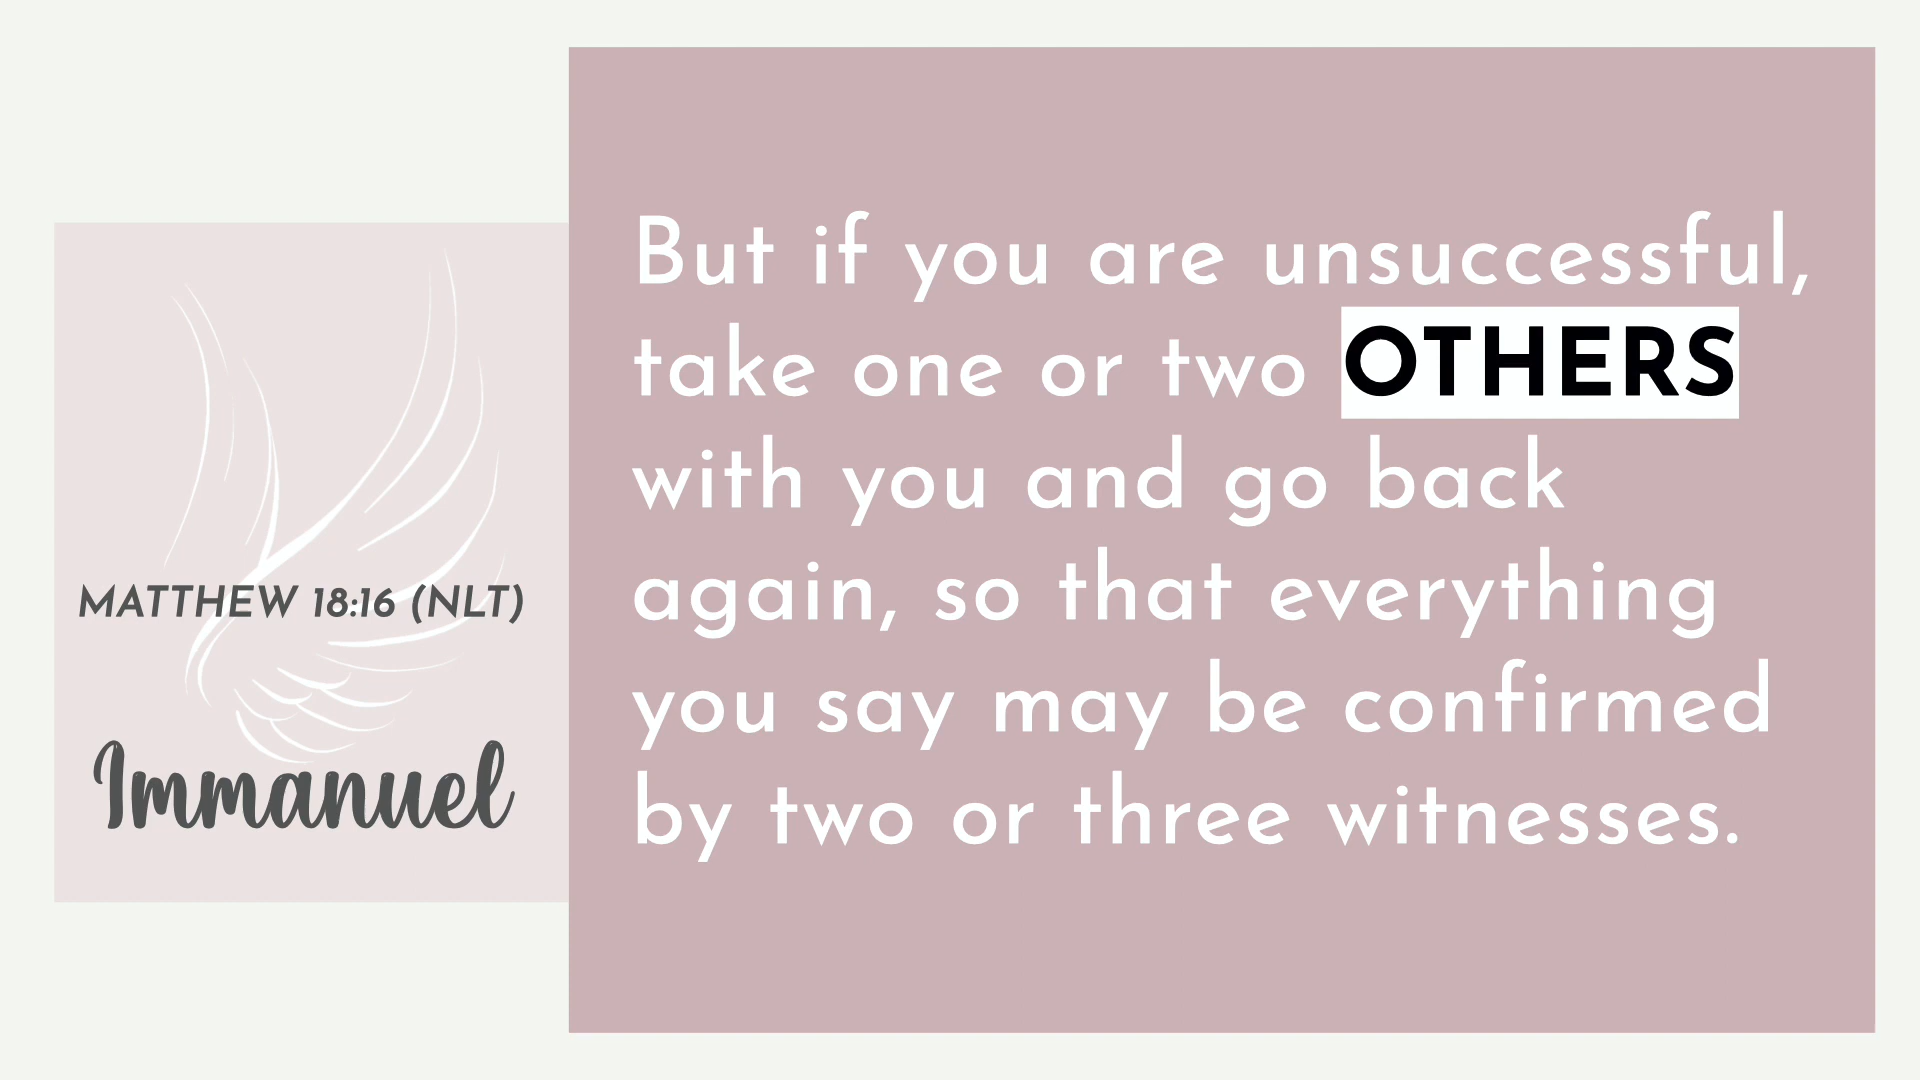 MATTHEW 18:16 (NLT)
Immanuel
But if you are unsuccessful,
take one or two OTHERS
with you and go back
again, so that everything
you say may be confirmed
by two or three witnesses.